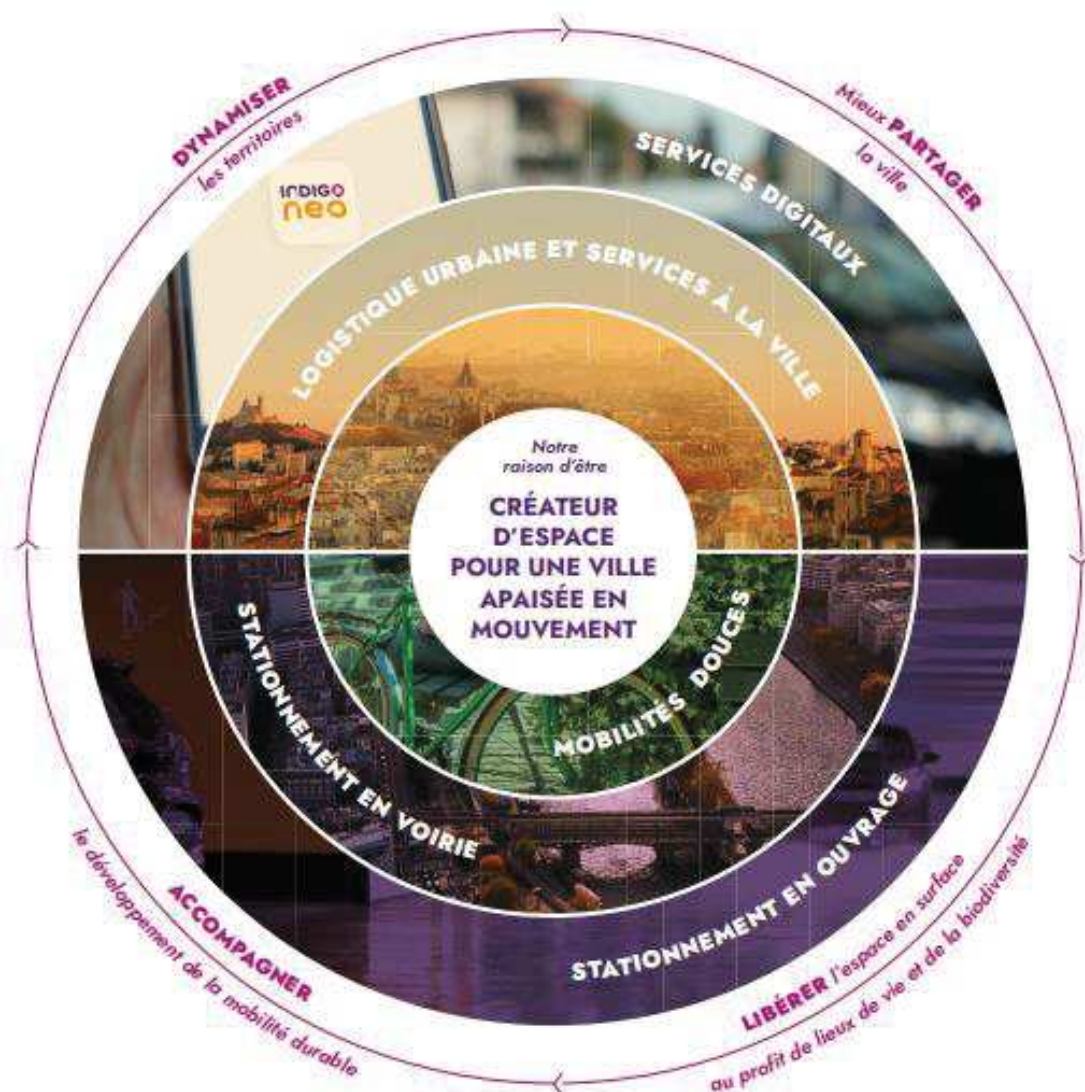 DYNAMISER
les territoires
Mieux PARTAGER
la ville
INDIGO
neo
SERVICES DIGITAUX
LOGISTIQUE URBAINE ET SERVICES À LA VILLE
Notre
raison d'être
CRÉATEUR
D'ESPACE
POUR UNE VILLE
APAISÉE EN
MOUVEMENT
MOBILITÉS DOUCES
STATIONNEMENT EN VOIRIE
STATIONNEMENT EN OUVRAGE
ACCOMPAGNER
le développement de la mobilité durable
LIBÉRER l'espace en surface
au profit de lieux de vie et de la biodiversité